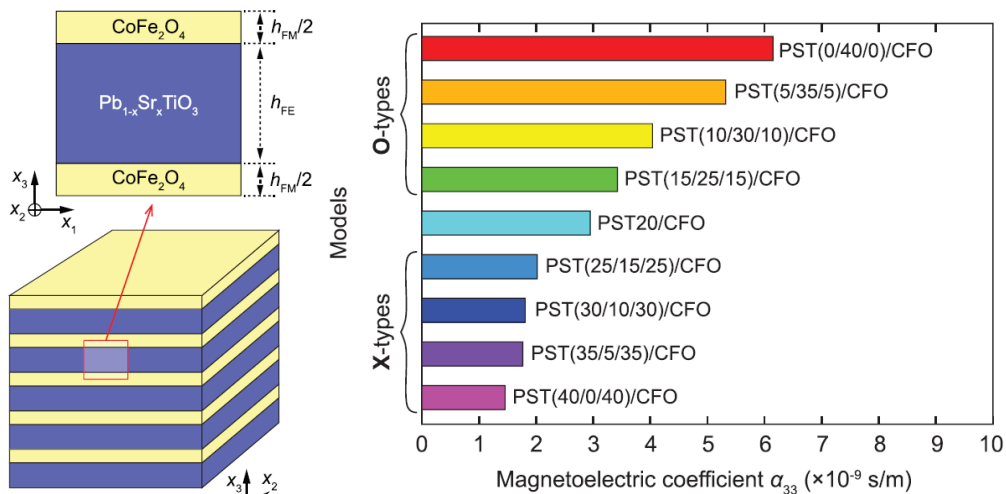 CoFe₂O₄
h_FM/2
Pb₁₋ₓSrₓTiO₃
h_FE
CoFe₂O₄
h_FM/2
x₃
x₂
x₁
x₃
x₂
Models
O-types
X-types
PST(0/40/0)/CFO
PST(5/35/5)/CFO
PST(10/30/10)/CFO
PST(15/25/15)/CFO
PST20/CFO
PST(25/15/25)/CFO
PST(30/10/30)/CFO
PST(35/5/35)/CFO
PST(40/0/40)/CFO
0 1 2 3 4 5 6 7 8 9 10
Magnetoelectric coefficient α₃₃ (×10⁻⁹ s/m)